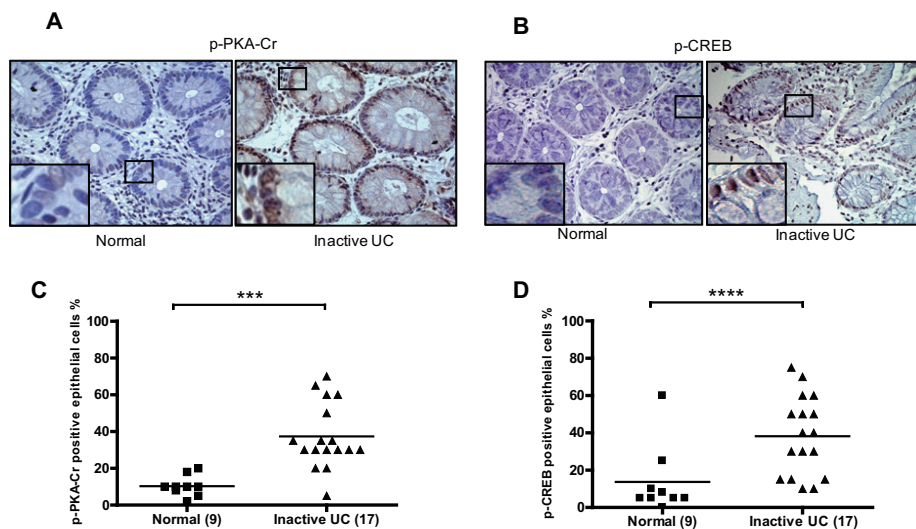 A
p-PKA-Cr
Normal
Inactive UC
B
p-CREB
Normal
Inactive UC
C
***
p-PKA-Cr positive epithelial cells %
100
80
60
40
20
0
Normal (9)
Inactive UC (17)
D
****
p-CREB positive epithelial cells %
100
80
60
40
20
0
Normal (9)
Inactive UC (17)